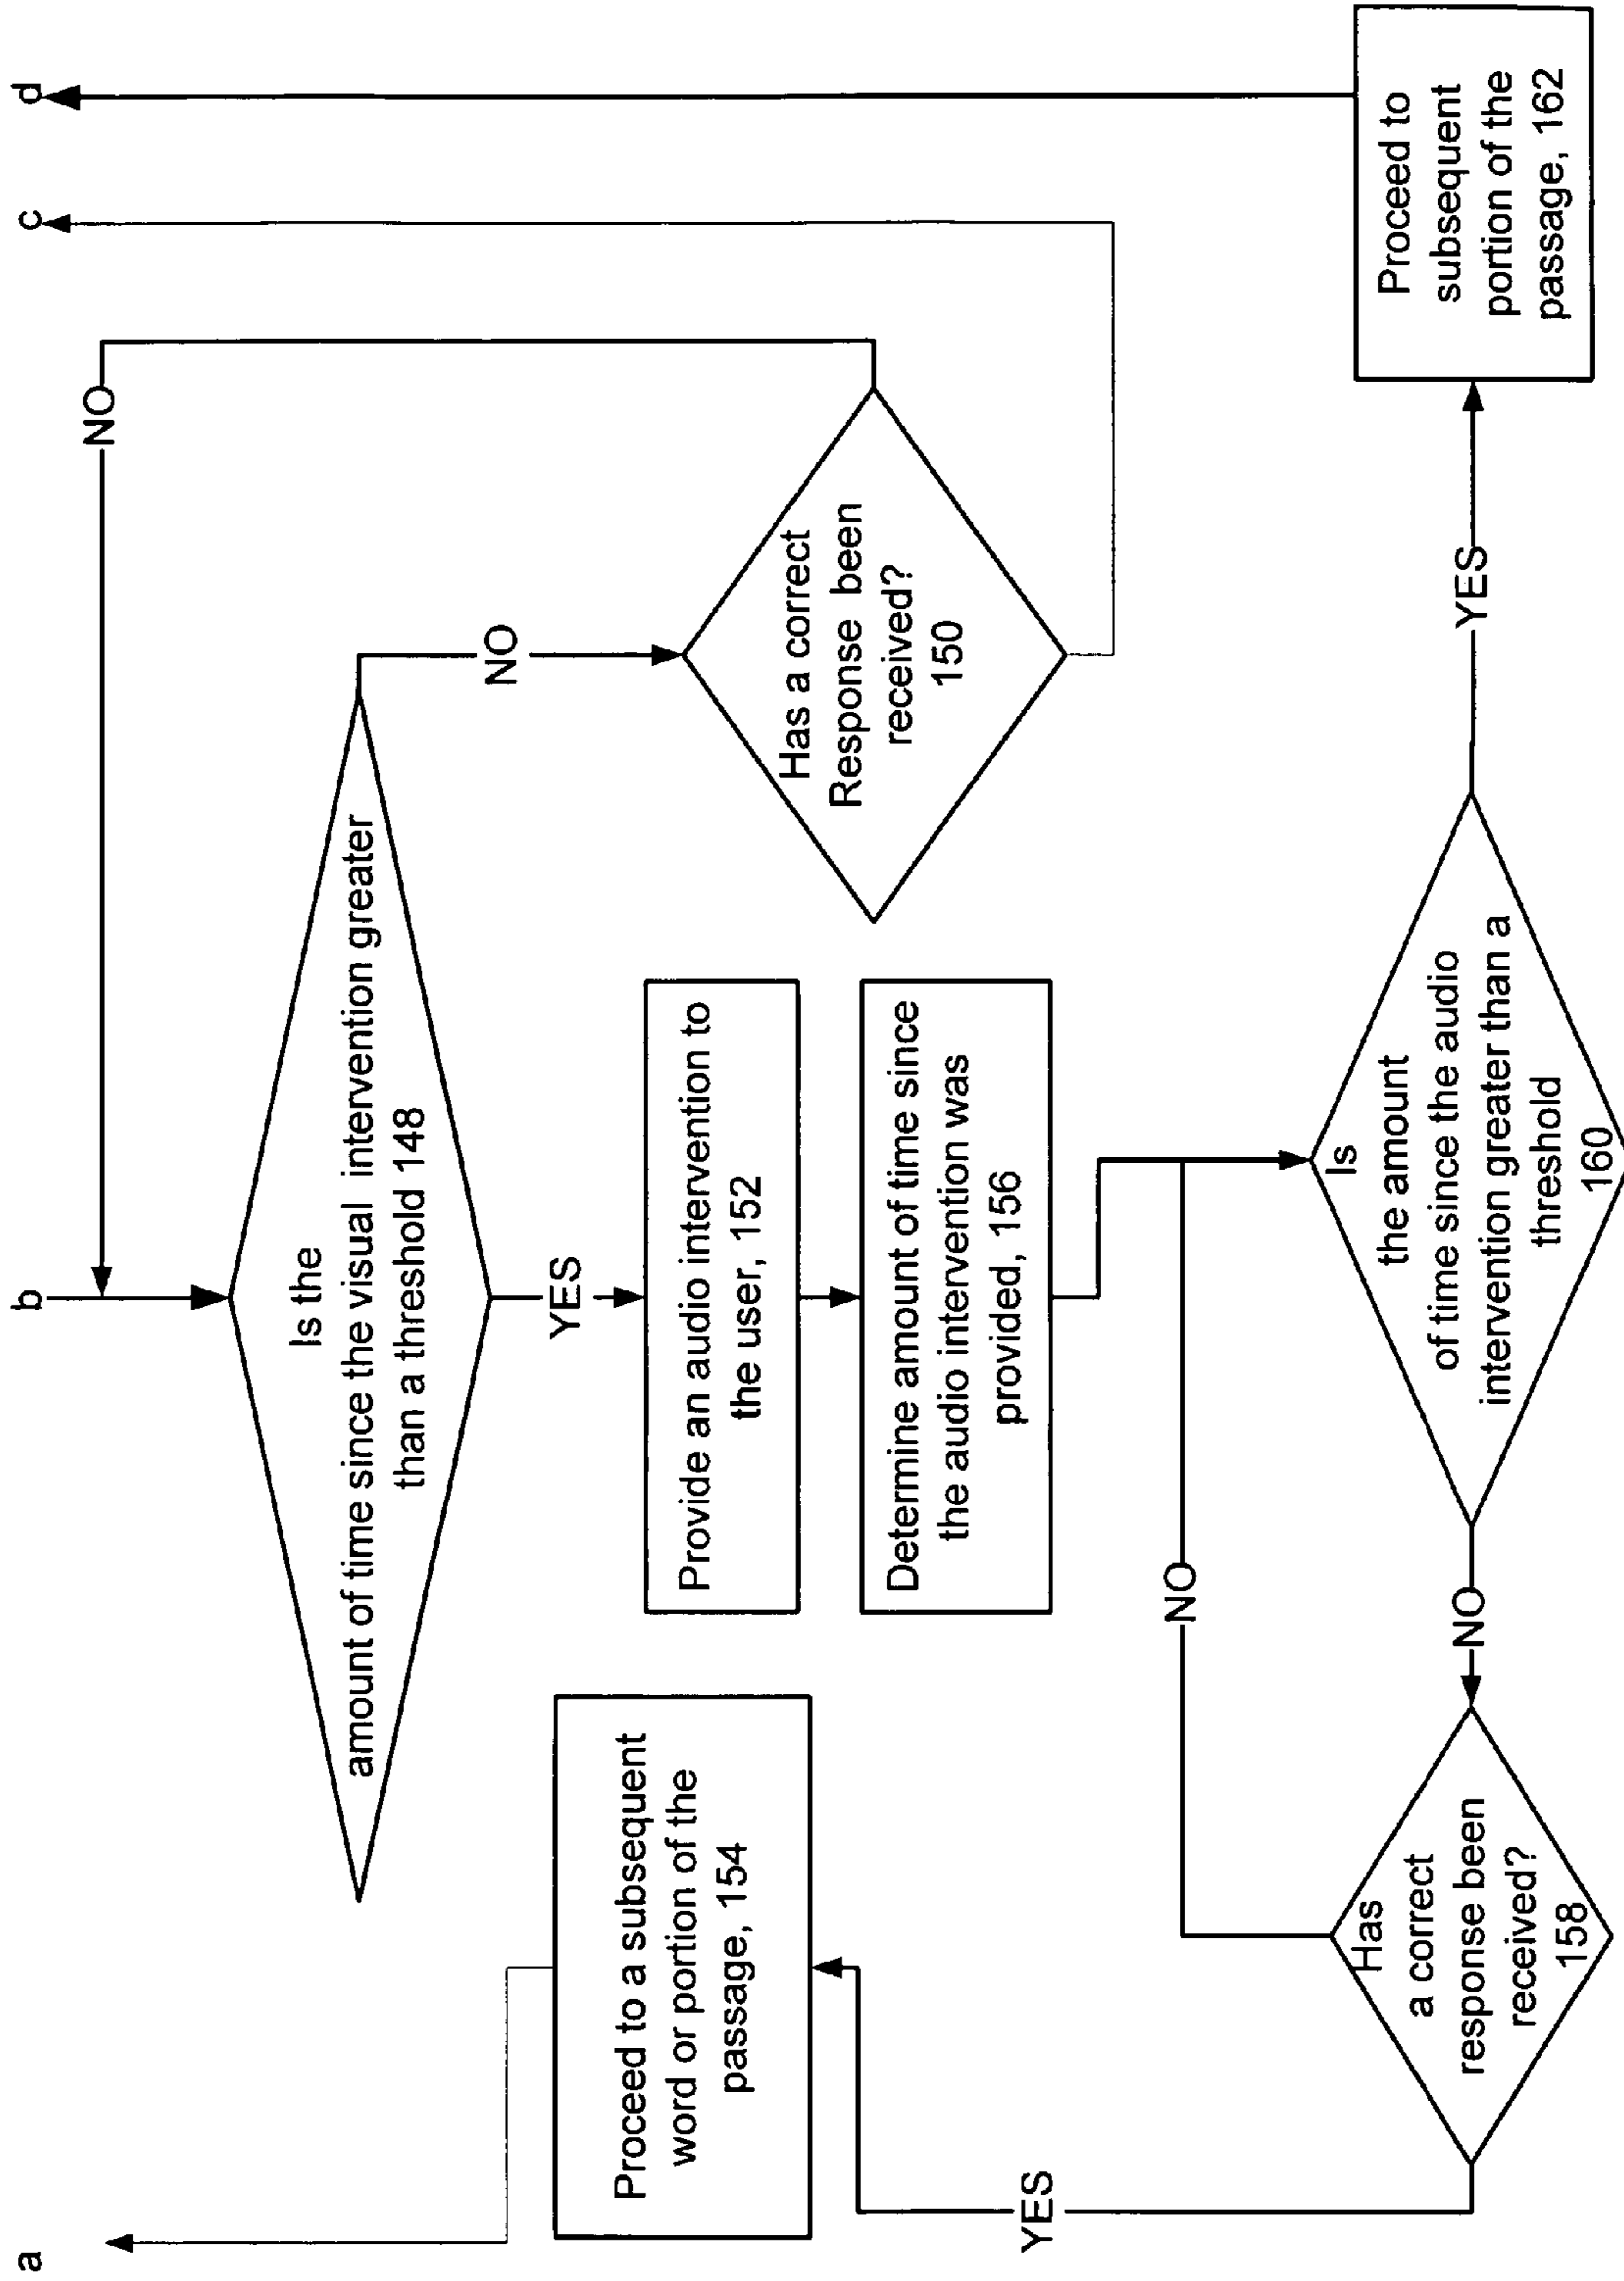 a
b
c
d
NO
Is the
amount of time since the visual intervention greater
than a threshold 148
NO
YES
Proceed to a subsequent
word or portion of the
passage, 154
Provide an audio intervention to
the user, 152
Has a correct
Response been
received?
150
Determine amount of time since
the audio intervention was
provided, 156
YES
NO
Has
a correct
response been
received?
158
NO
Is
the amount
of time since the audio
intervention greater than a
threshold
160
YES
Proceed to
subsequent
portion of the
passage, 162